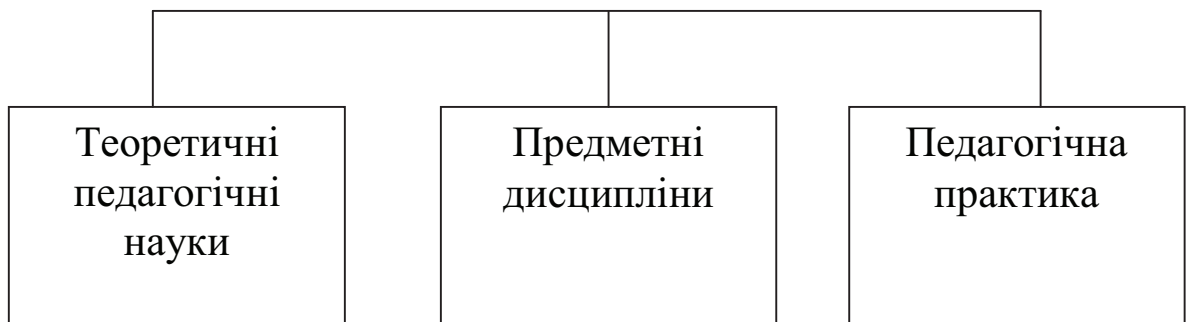 Теоретичні
педагогічні
науки
Предметні
дисципліни
Педагогічна
практика